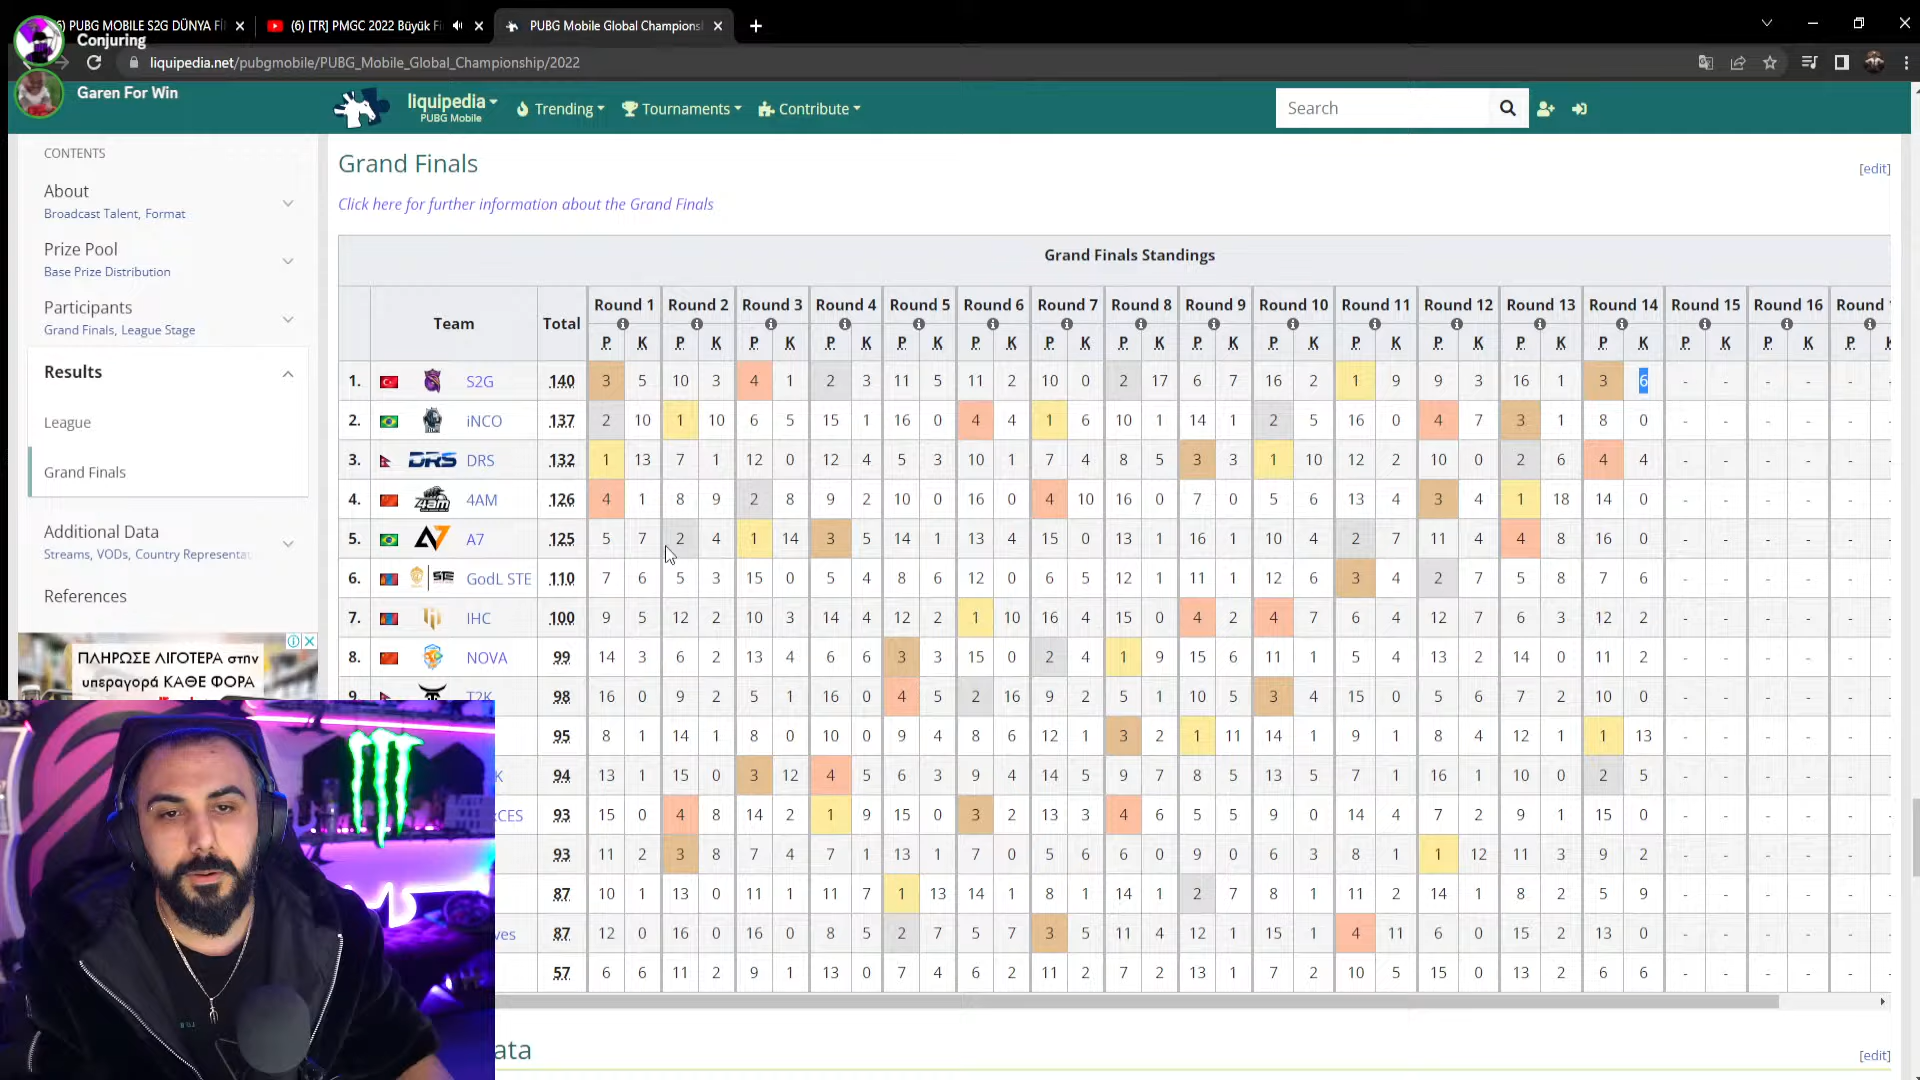 ) PUBG MOBILE S2G DÜNYA Fİ
(6) [TR] PMGC 2022 Büyük Fi
PUBG Mobile Global Champions
Conjuring
liquipedia.net/pubgmobile/PUBG_Mobile_Global_Championship/2022
Garen For Win
liquipedia
PUBG Mobile
Trending
Tournaments
Contribute
Search
CONTENTS
About
Broadcast Talent, Format
Prize Pool
Base Prize Distribution
Participants
Grand Finals, League Stage
Results
League
Grand Finals
Additional Data
Streams, VODs, Country Representat
References
ΠΛΗΡΩΣΕ ΛΙΓΟΤΕΡΑ στην
υπεραγορά ΚΑΘΕ ΦΟΡΑ
Grand Finals
[edit]
Click here for further information about the Grand Finals
Grand Finals Standings
Team Total Round 1 Round 2 Round 3 Round 4 Round 5 Round 6 Round 7 Round 8 Round 9 Round 10 Round 11 Round 12 Round 13 Round 14 Round 15 Round 16 Round
P. K P. K P. K P. K P. K P. K P. K P. K P. K P. K P. K P. K P. K P. K P. K P. K P.
1. S2G 140 3 5 10 3 4 1 2 3 11 5 11 2 10 0 2 17 6 7 16 2 1 9 9 3 16 1 3 6 - - - - -
2. iNCO 137 2 10 1 10 6 5 15 1 16 0 4 4 1 6 10 1 14 1 2 5 16 0 4 7 3 1 8 0 - - - - -
3. DRS DRS 132 1 13 7 1 12 0 12 4 5 3 10 1 7 4 8 5 3 3 1 10 12 2 10 0 2 6 4 4 - - - - -
4. 4am 4AM 126 4 1 8 9 2 8 9 2 10 0 16 0 4 10 16 0 7 0 5 6 13 4 3 4 1 18 14 0 - - - - -
5. A7 A7 125 5 7 2 4 1 14 3 5 14 1 13 4 15 0 13 1 16 1 10 4 2 7 11 4 4 8 16 0 - - - - -
6. STE GodL STE 110 7 6 5 3 15 0 5 4 8 6 12 0 6 5 12 1 11 1 12 6 3 4 2 7 5 8 7 6 - - - - -
7. IHC 100 9 5 12 2 10 3 14 4 12 2 1 10 16 4 15 0 4 2 4 7 6 4 12 7 6 3 12 2 - - - - -
8. NOVA 99 14 3 6 2 13 4 6 6 3 3 15 0 2 4 1 9 15 6 11 1 5 4 13 2 14 0 11 2 - - - - -
9. T2K 98 16 0 9 2 5 1 16 0 4 5 2 16 9 2 5 1 10 5 3 4 15 0 5 6 7 2 10 0 - - - - -
95 8 1 14 1 8 0 10 0 9 4 8 6 12 1 3 2 1 11 14 1 9 1 8 4 12 1 1 13 - - - - -
K 94 13 1 15 0 3 12 4 5 6 3 9 4 14 5 9 7 8 5 13 5 7 1 16 1 10 0 2 5 - - - - -
RCES 93 15 0 4 8 14 2 1 9 15 0 3 2 13 3 4 6 5 5 9 0 14 4 7 2 9 1 15 0 - - - - -
93 11 2 3 8 7 4 7 1 13 1 7 0 5 6 6 0 9 0 6 3 8 1 1 12 11 3 9 2 - - - - -
87 10 1 13 0 11 1 11 7 1 13 14 1 8 1 14 1 2 7 8 1 11 2 14 1 8 2 5 9 - - - - -
ves 87 12 0 16 0 16 0 8 5 2 7 5 7 3 5 11 4 12 1 15 1 4 11 6 0 15 2 13 0 - - - - -
57 6 6 11 2 9 1 13 0 7 4 6 2 11 2 7 2 13 1 7 2 10 5 15 0 13 2 6 6 - - - - -
ata
[edit]